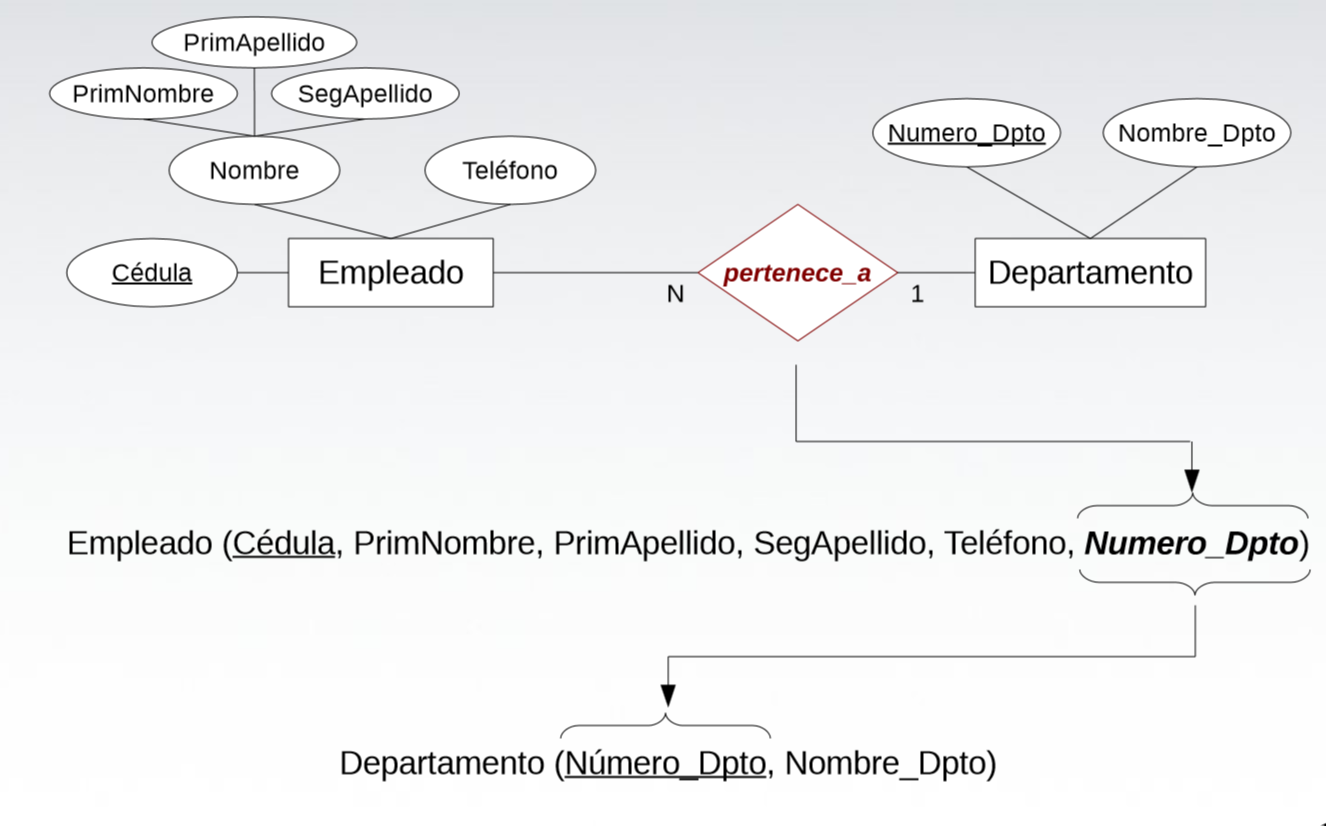 PrimApellido
PrimNombre
SegApellido
Numero_Dpto
Nombre_Dpto
Nombre
Teléfono
Cédula
Empleado
pertenece_a
Departamento
N
1
Empleado (Cédula, PrimNombre, PrimApellido, SegApellido, Teléfono, Numero_Dpto)
Departamento (Número_Dpto, Nombre_Dpto)